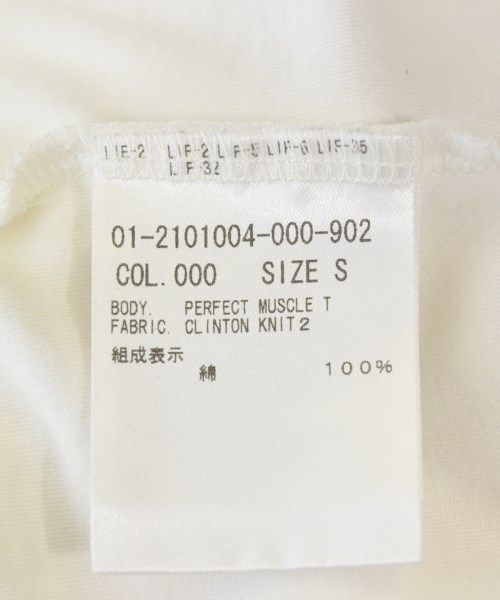 LIF-2 LIF-2 LIF-5 LIF-6 LIF-35
LIF-32
01-2101004-000-902
COL.000 SIZE S
BODY. PERFECT MUSCLE T
FABRIC. CLINTON KNIT2
組成表示
綿 100%